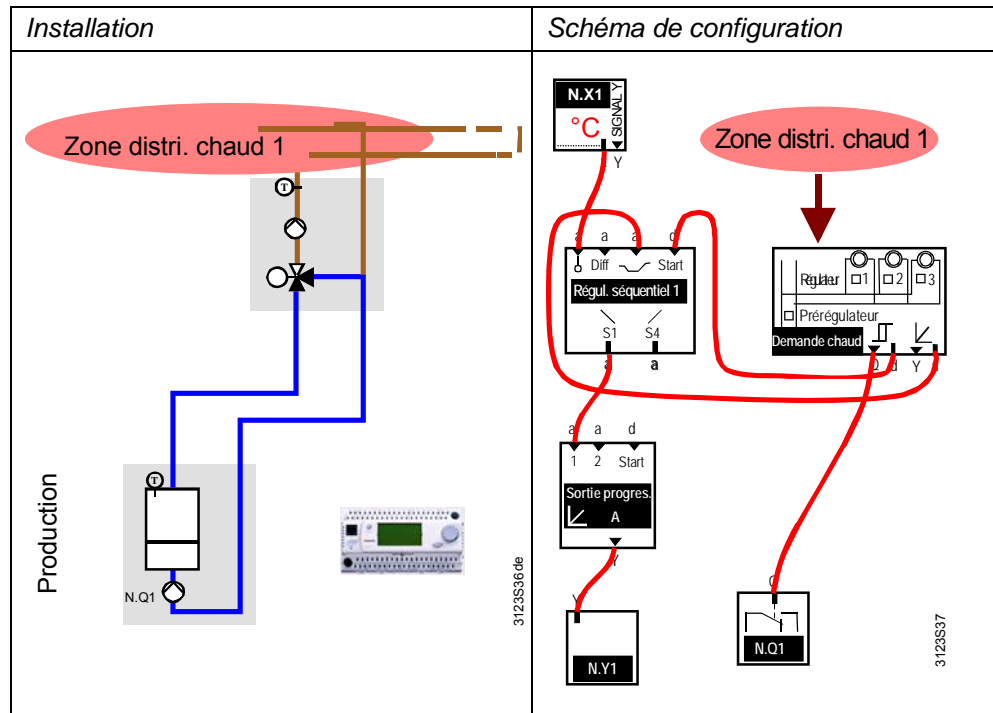 Installation
Schéma de configuration
Zone distri. chaud 1
T
T
Production
N.Q1
3123S36de
N.X1
SIGNAL Y
°C
Y
Zone distri. chaud 1
a a a d
Diff Start
Régul. séquentiel 1
S1 S4
a a
1 2 3
Prérégulateur
Demande chaud
Q d Y a
a a d
1 2 Start
Sortie progres.
A
Y
Y
N.Y1
Q
N.Q1
3123S37